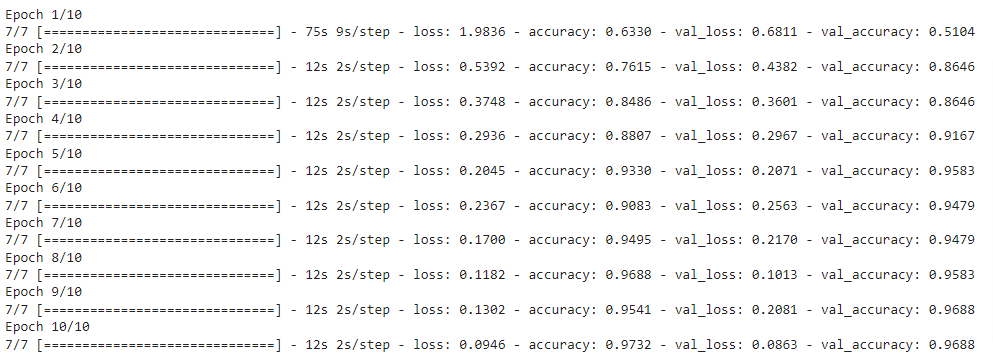 Epoch 1/10
7/7 [==============================] - 75s 9s/step - loss: 1.9836 - accuracy: 0.6330 - val_loss: 0.6811 - val_accuracy: 0.5104
Epoch 2/10
7/7 [==============================] - 12s 2s/step - loss: 0.5392 - accuracy: 0.7615 - val_loss: 0.4382 - val_accuracy: 0.8646
Epoch 3/10
7/7 [==============================] - 12s 2s/step - loss: 0.3748 - accuracy: 0.8486 - val_loss: 0.3601 - val_accuracy: 0.8646
Epoch 4/10
7/7 [==============================] - 12s 2s/step - loss: 0.2936 - accuracy: 0.8807 - val_loss: 0.2967 - val_accuracy: 0.9167
Epoch 5/10
7/7 [==============================] - 12s 2s/step - loss: 0.2045 - accuracy: 0.9330 - val_loss: 0.2071 - val_accuracy: 0.9583
Epoch 6/10
7/7 [==============================] - 12s 2s/step - loss: 0.2367 - accuracy: 0.9083 - val_loss: 0.2563 - val_accuracy: 0.9479
Epoch 7/10
7/7 [==============================] - 12s 2s/step - loss: 0.1700 - accuracy: 0.9495 - val_loss: 0.2170 - val_accuracy: 0.9479
Epoch 8/10
7/7 [==============================] - 12s 2s/step - loss: 0.1182 - accuracy: 0.9688 - val_loss: 0.1013 - val_accuracy: 0.9583
Epoch 9/10
7/7 [==============================] - 12s 2s/step - loss: 0.1302 - accuracy: 0.9541 - val_loss: 0.2081 - val_accuracy: 0.9688
Epoch 10/10
7/7 [==============================] - 12s 2s/step - loss: 0.0946 - accuracy: 0.9732 - val_loss: 0.0863 - val_accuracy: 0.9688